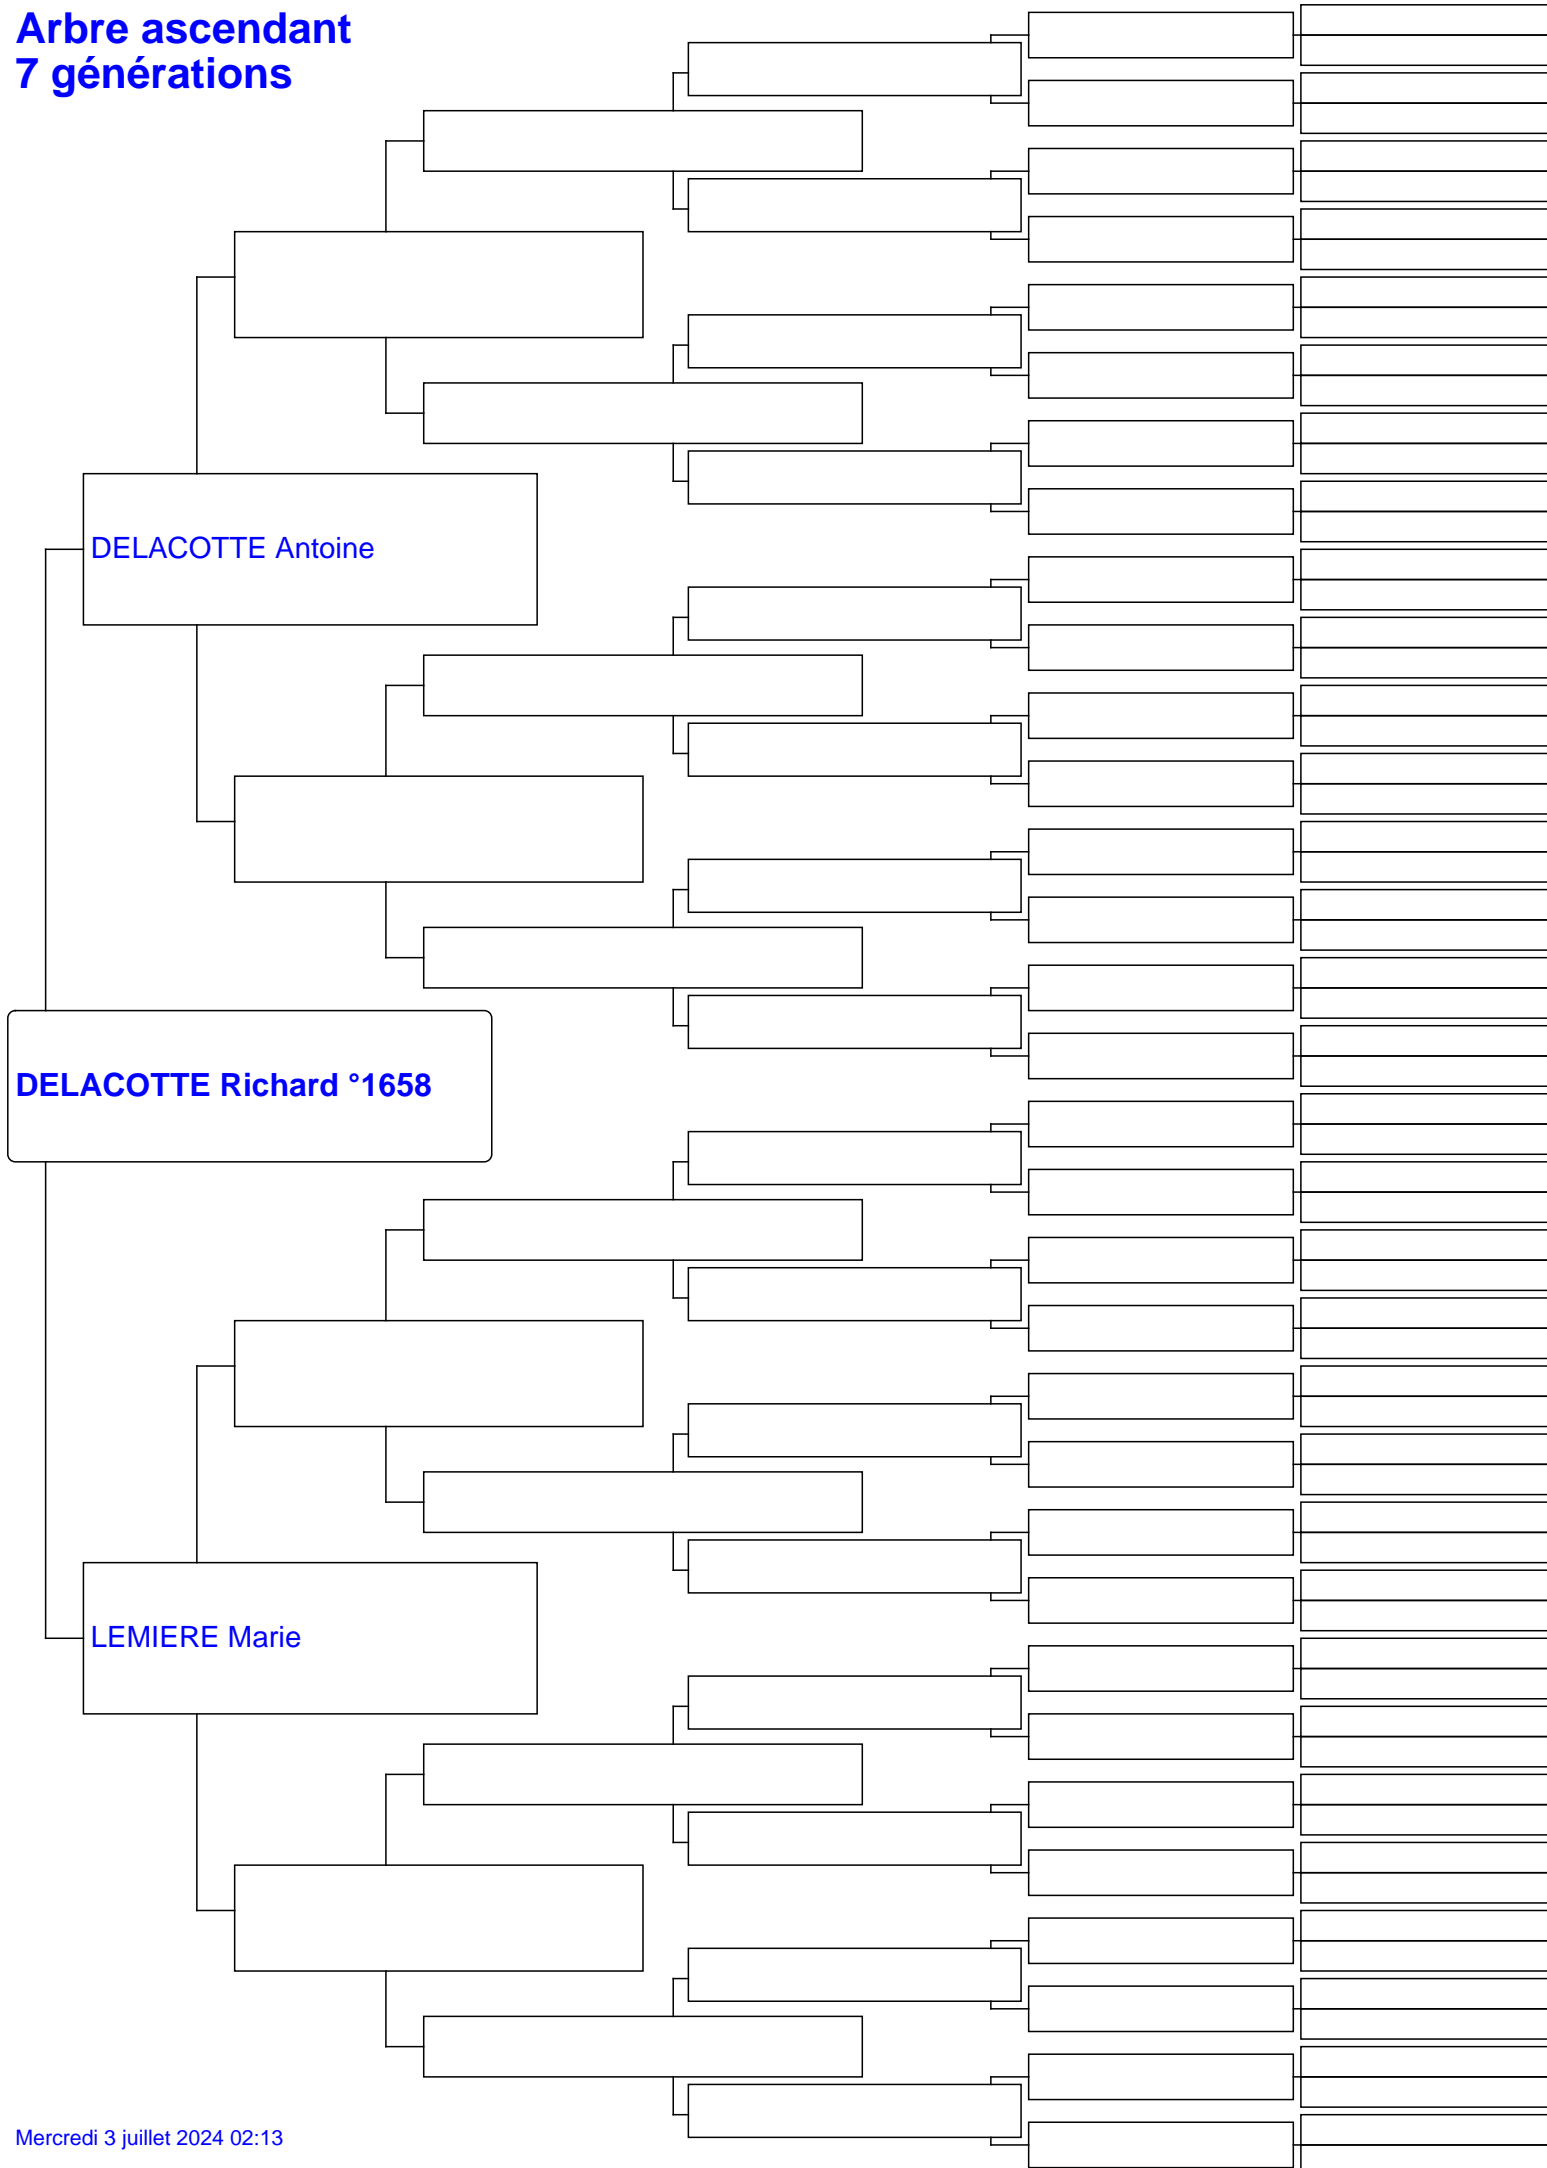 Arbre ascendant
7 générations
DELACOTTE Antoine
DELACOTTE Richard °1658
LEMIERE Marie
Mercredi 3 juillet 2024 02:13